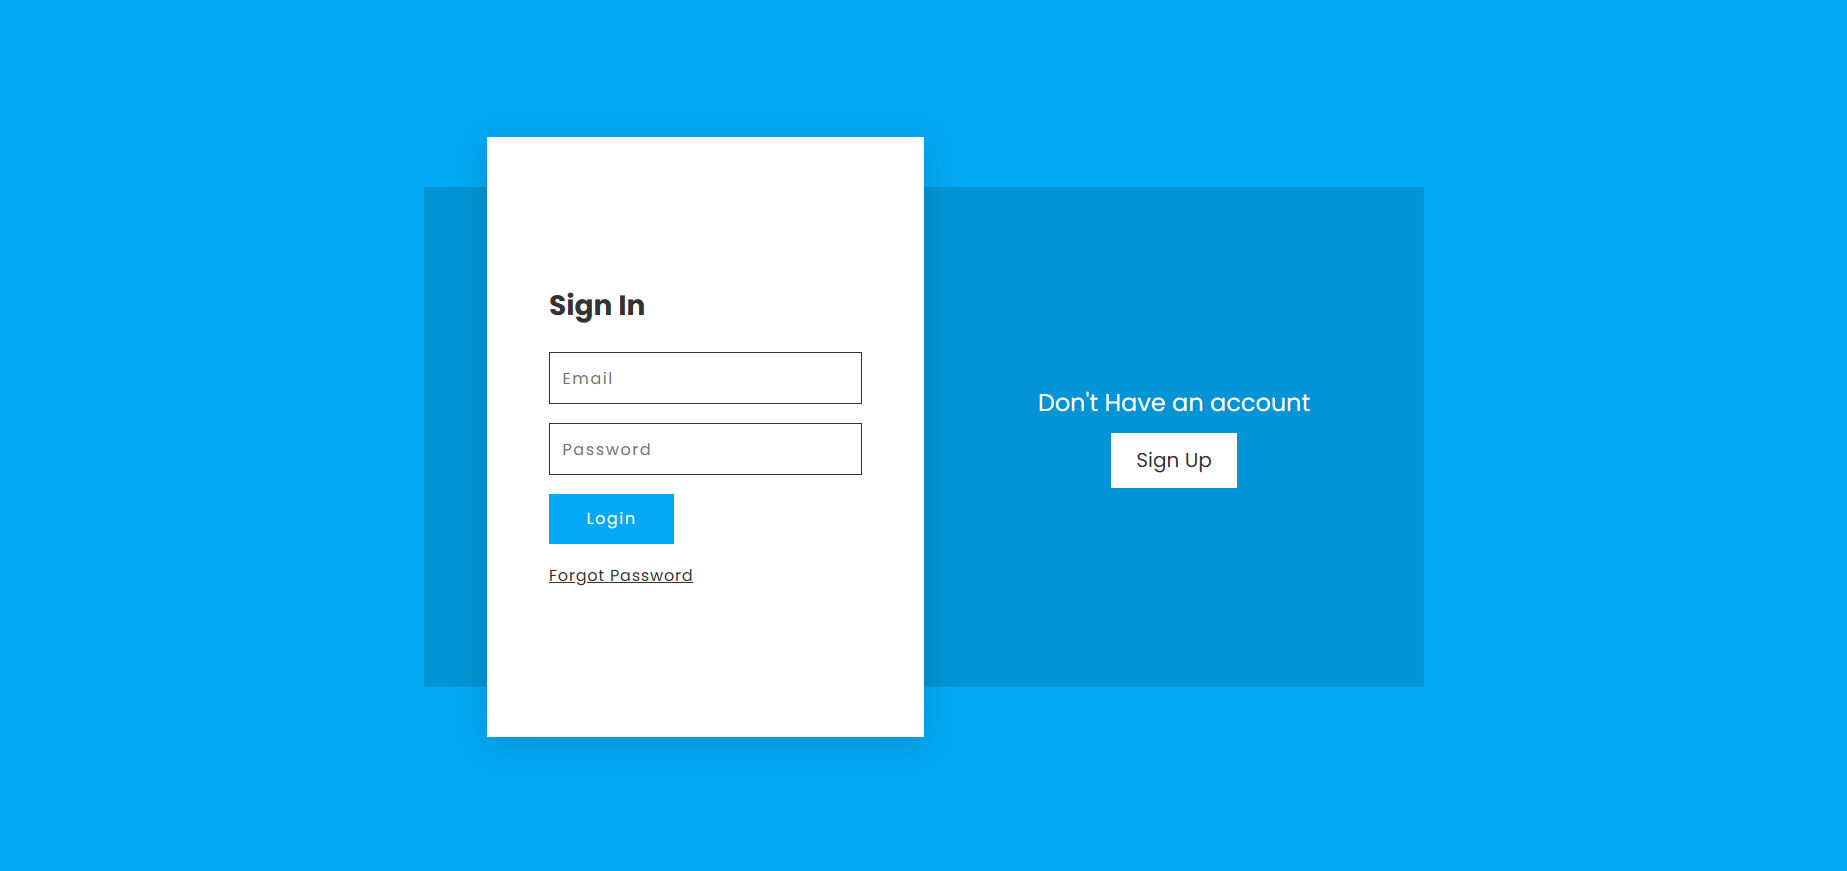 Sign In
Email
Password
Login
Forgot Password
Don't Have an account
Sign Up